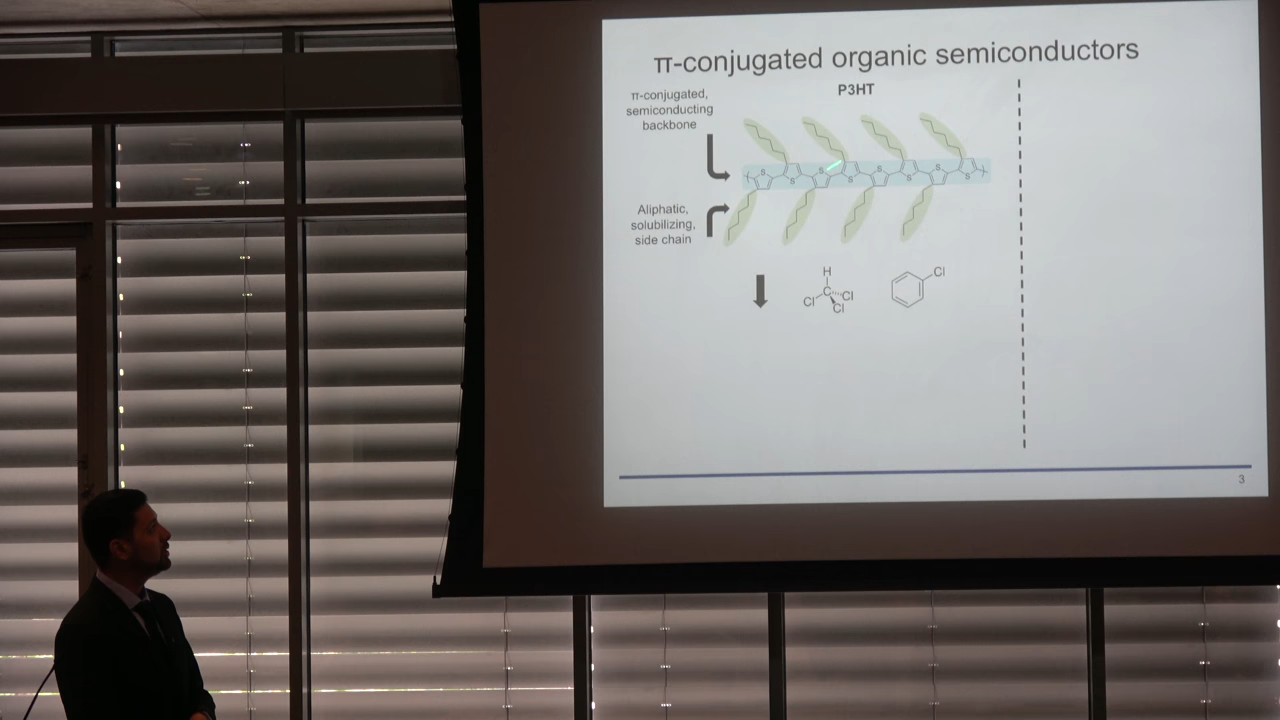 π-conjugated organic semiconductors
P3HT
π-conjugated,
semiconducting
backbone
S S S S S S S S
Aliphatic,
solubilizing,
side chain
H
Cl C Cl
Cl
Cl
3